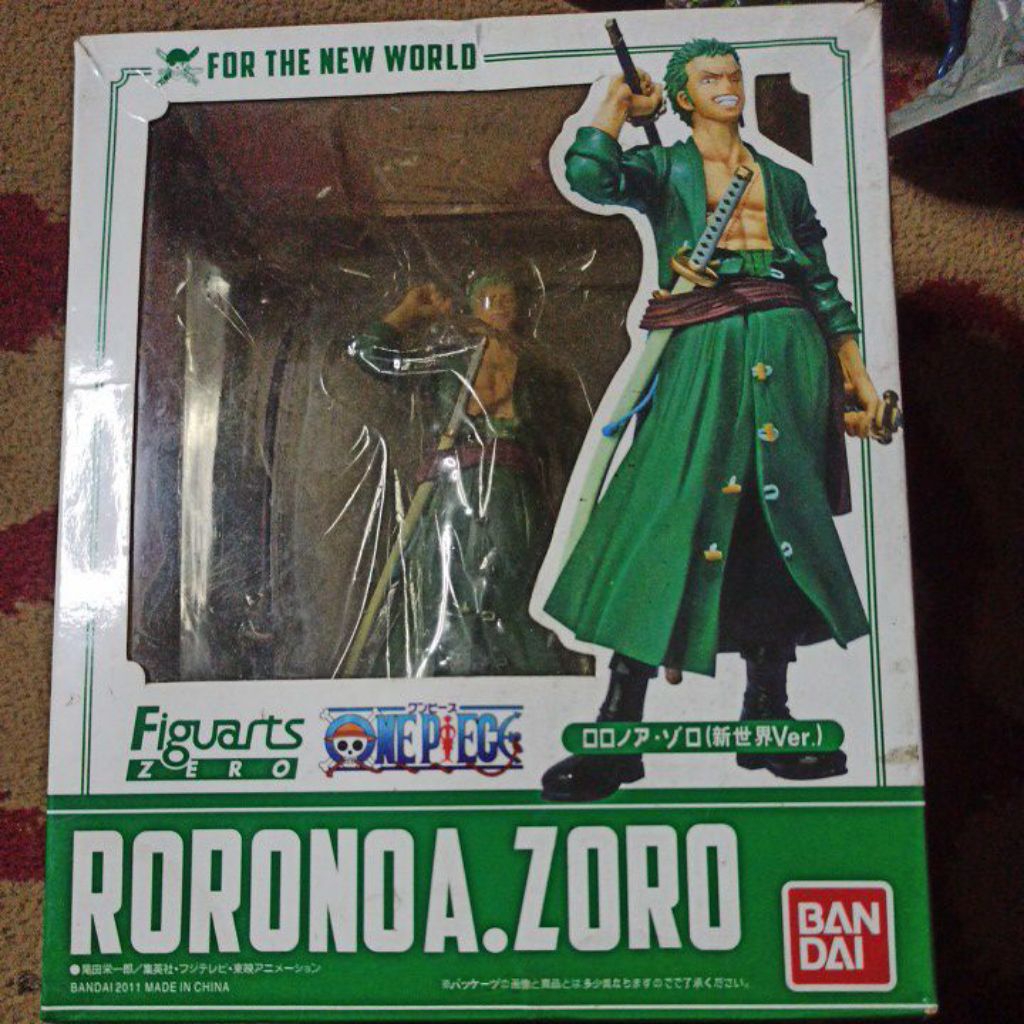 FOR THE NEW WORLD
Figuarts
ZERO
ワンピース
ONE PIECE
ロロノア・ゾロ(新世界Ver.)
RORONOA.ZORO
BAN
DAI
●尾田栄一郎/集英社・フジテレビ・東映アニメーション
BANDAI 2011 MADE IN CHINA
※パッケージの画像と商品とは多少異なりますのでご了承ください。